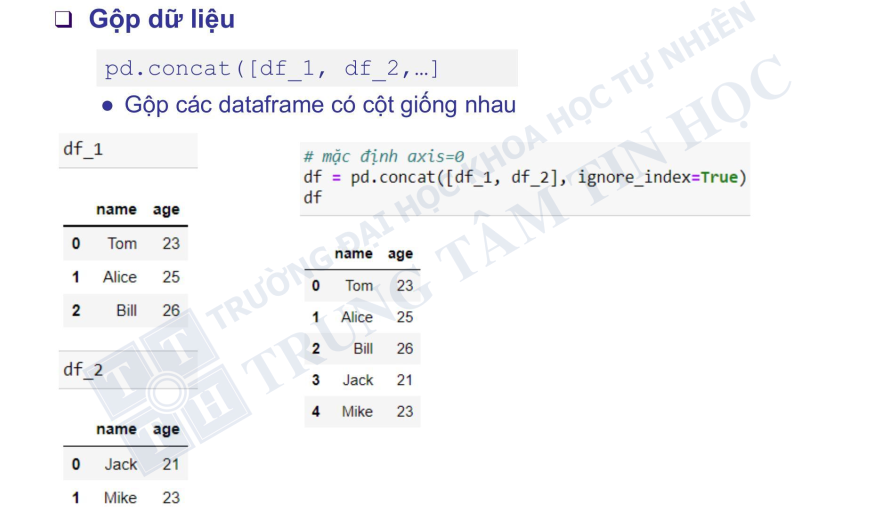 ❑ Gộp dữ liệu
pd.concat([df_1, df_2,…]
● Gộp các dataframe có cột giống nhau
df_1
name age
0 Tom 23
1 Alice 25
2 Bill 26
df_2
name age
0 Jack 21
1 Mike 23
# mặc định axis=0
df = pd.concat([df_1, df_2], ignore_index=True)
df
name age
0 Tom 23
1 Alice 25
2 Bill 26
3 Jack 21
4 Mike 23
TRƯỜNG ĐẠI HỌC KHOA HỌC TỰ NHIÊN
TRUNG TÂM TIN HỌC
T T
T H